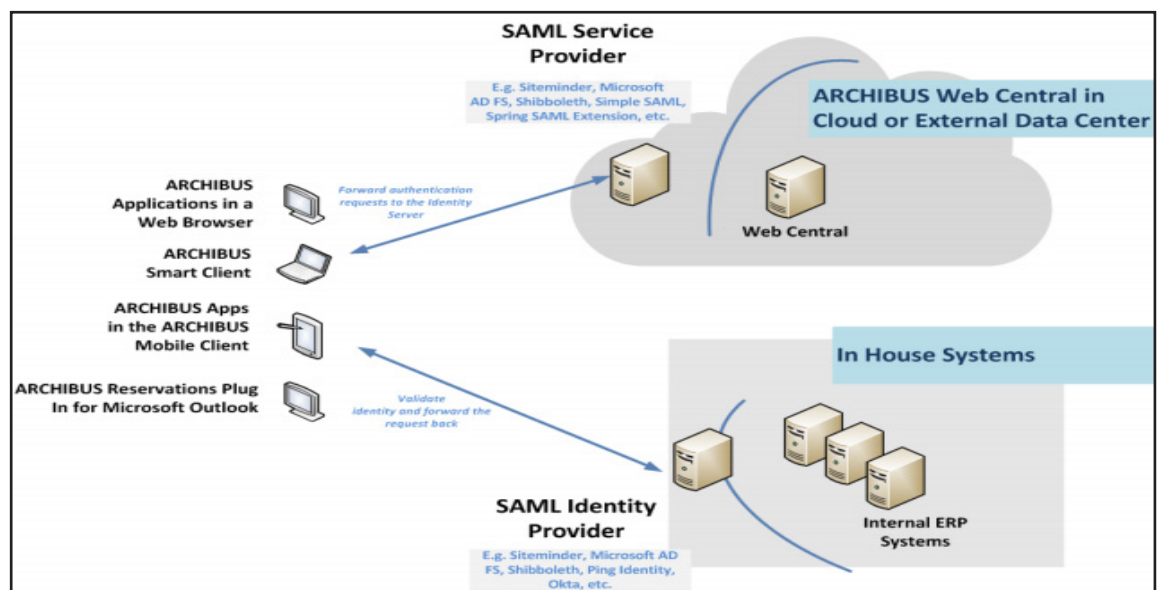 SAML Service
Provider
E.g. Siteminder, Microsoft
AD FS, Shibboleth, Simple SAML,
Spring SAML Extension, etc.
ARCHIBUS Web Central in
Cloud or External Data Center
ARCHIBUS
Applications in a
Web Browser
Forward authentication
requests to the Identity
Server
Web Central
ARCHIBUS
Smart Client
ARCHIBUS Apps
in the ARCHIBUS
Mobile Client
In House Systems
ARCHIBUS Reservations Plug
In for Microsoft Outlook
Validate
identity and forward the
request back
SAML Identity
Provider
E.g. Siteminder, Microsoft AD
FS, Shibboleth, Ping Identity,
Okta, etc.
Internal ERP
Systems